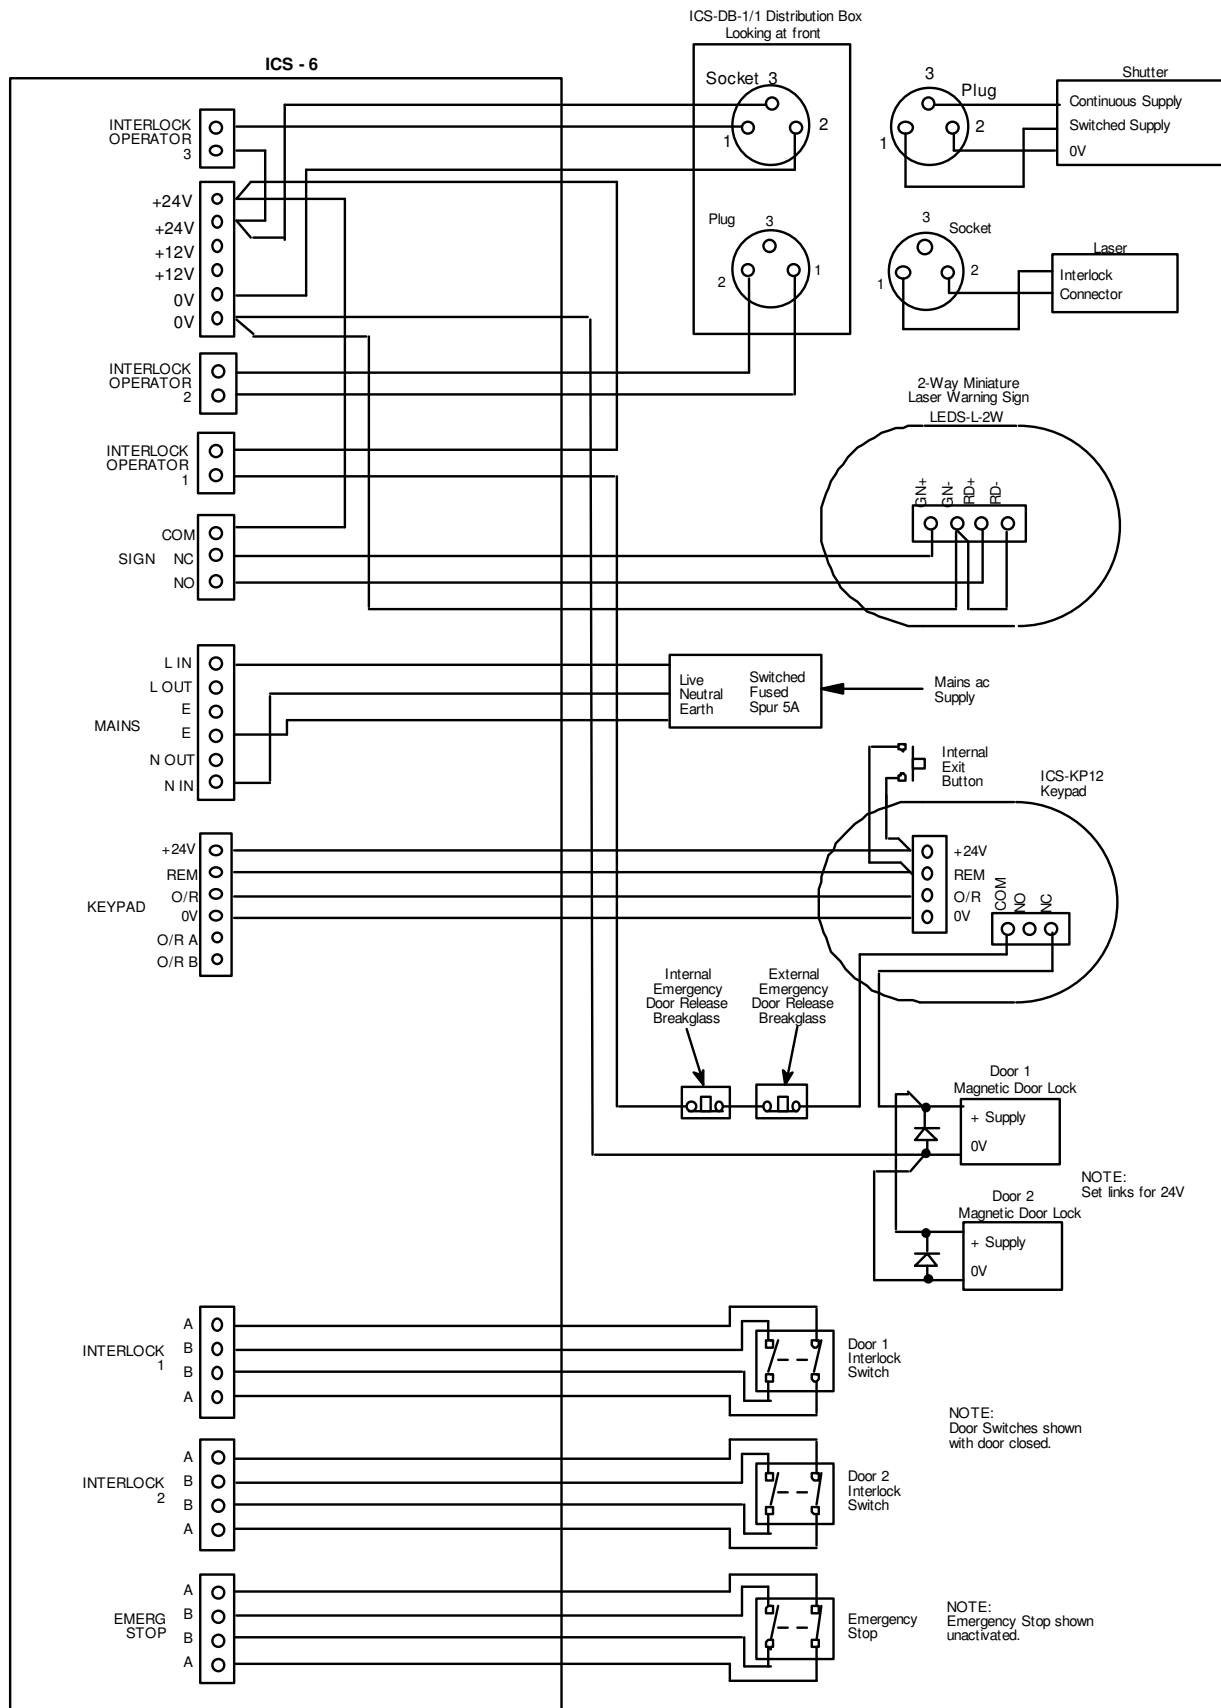 ICS-DB-1/1 Distribution Box
Looking at front
ICS - 6
Socket 3
1
2
3
Plug
1
2
Shutter
Continuous Supply
Switched Supply
0V
INTERLOCK
OPERATOR
3
+24V
+24V
+12V
+12V
0V
0V
Plug
3
2
1
3
Socket
1
2
Laser
Interlock
Connector
INTERLOCK
OPERATOR
2
2-Way Miniature
Laser Warning Sign
LEDS-L-2W
GN+
GN-
RD+
RD-
INTERLOCK
OPERATOR
1
COM
SIGN NC
NO
L IN
L OUT
E
MAINS
E
N OUT
N IN
Live
Neutral
Earth
Switched
Fused
Spur 5A
Mains ac
Supply
Internal
Exit
Button
ICS-KP12
Keypad
+24V
REM
O/R
KEYPAD
0V
O/R A
O/R B
+24V
REM
O/R
0V
COM
NO
NC
Internal
Emergency
Door Release
Breakglass
External
Emergency
Door Release
Breakglass
Door 1
Magnetic Door Lock
+ Supply
0V
NOTE:
Set links for 24V
Door 2
Magnetic Door Lock
+ Supply
0V
INTERLOCK
1
A
B
B
A
Door 1
Interlock
Switch
NOTE:
Door Switches shown
with door closed.
INTERLOCK
2
A
B
B
A
Door 2
Interlock
Switch
EMERG
STOP
A
B
B
A
Emergency
Stop
NOTE:
Emergency Stop shown
unactivated.